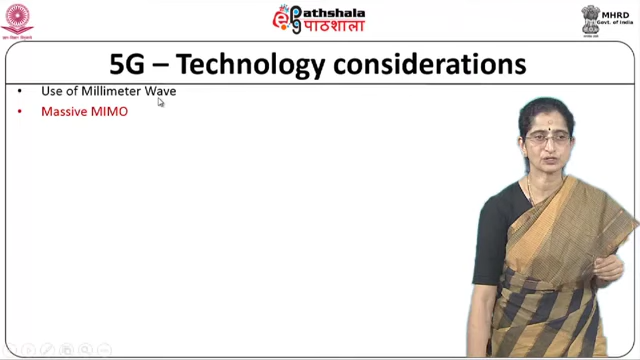 Pathshala
पाठशाला
MHRD
Govt. of India
5G – Technology considerations
• Use of Millimeter Wave
• Massive MIMO